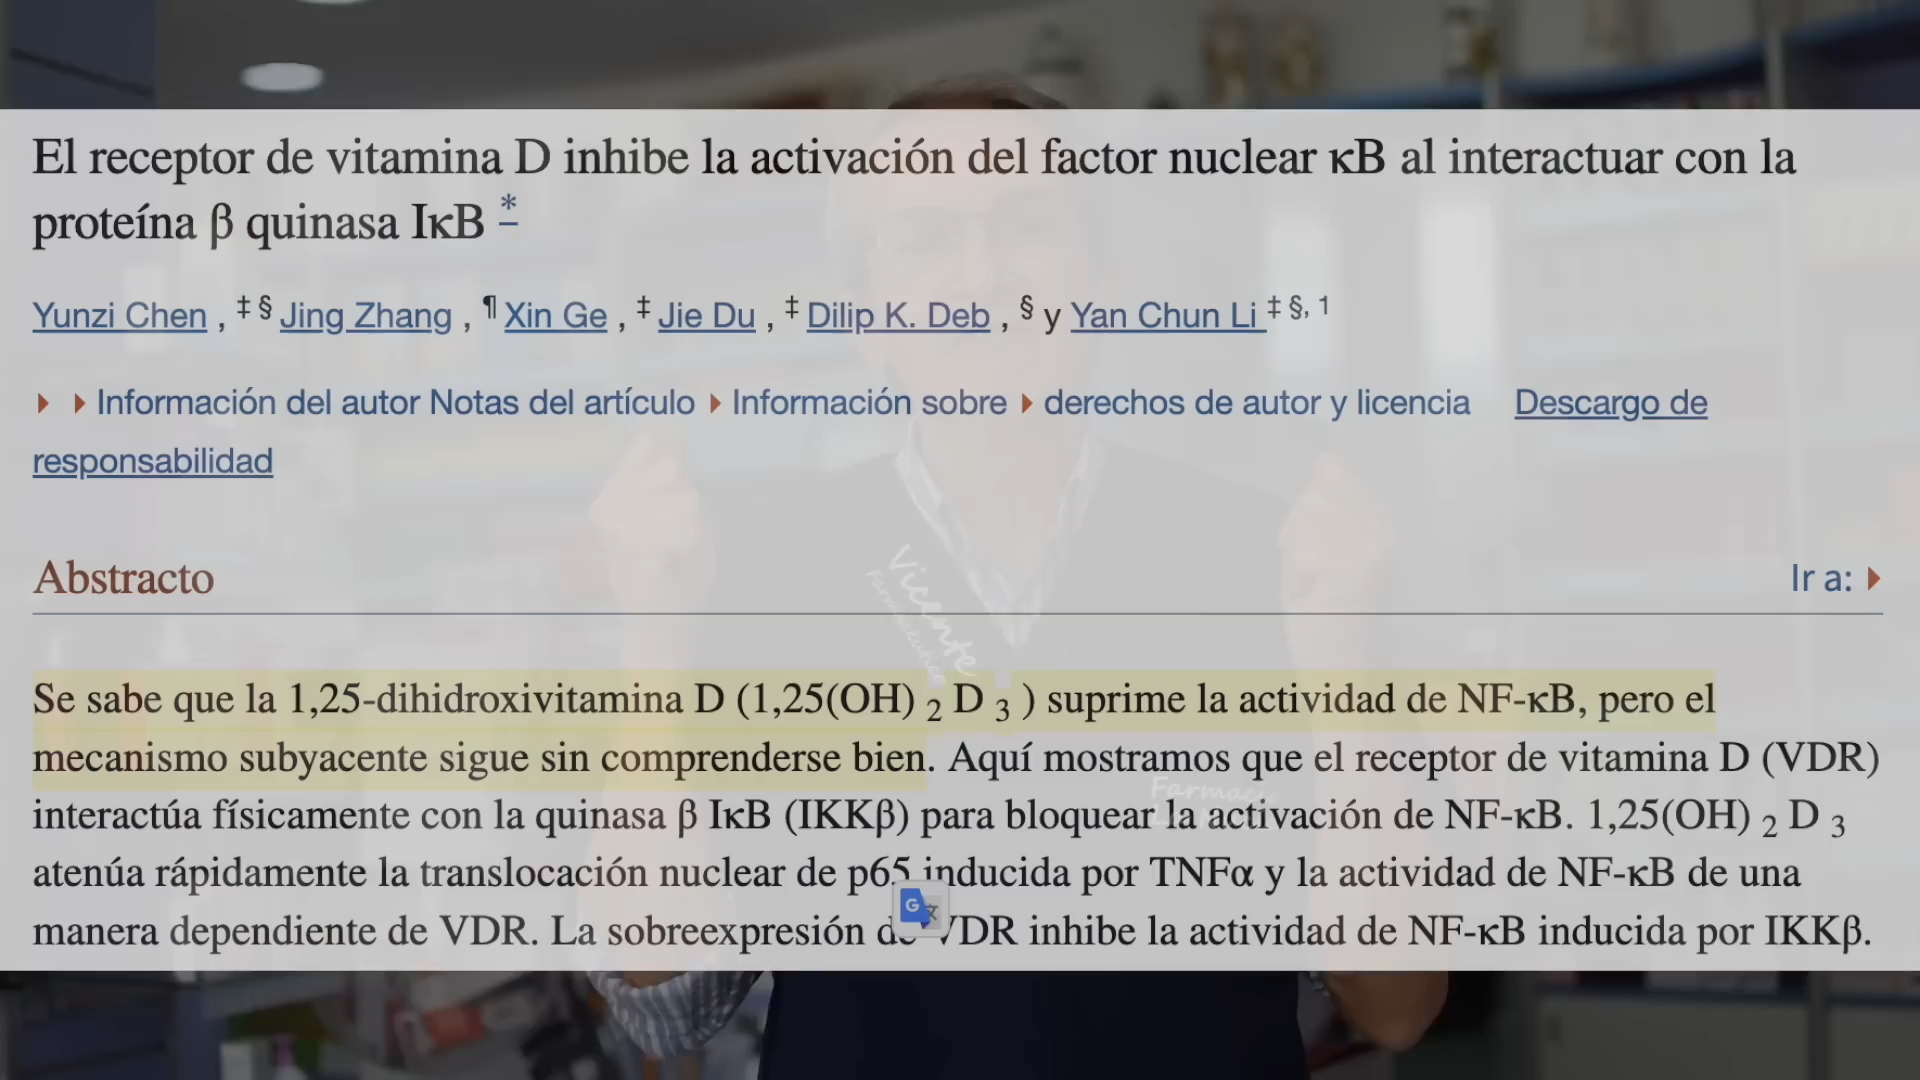 El receptor de vitamina D inhibe la activación del factor nuclear κB al interactuar con la
proteína β quinasa IκB *
Yunzi Chen , ‡ § Jing Zhang , ¶ Xin Ge , ‡ Jie Du , ‡ Dilip K. Deb , § y Yan Chun Li ‡ §, 1
Información del autor Notas del artículo Información sobre derechos de autor y licencia Descargo de
responsabilidad
Abstracto
Ir a:
Vicente
Farmacéutico
Se sabe que la 1,25-dihidroxivitamina D (1,25(OH) 2 D 3 ) suprime la actividad de NF-κB, pero el
mecanismo subyacente sigue sin comprenderse bien. Aquí mostramos que el receptor de vitamina D (VDR)
Farmacy
interactúa físicamente con la quinasa β IκB (IKKβ) para bloquear la activación de NF-κB. 1,25(OH) 2 D 3
atenúa rápidamente la translocación nuclear de p65 inducida por TNFα y la actividad de NF-κB de una
manera dependiente de VDR. La sobreexpresión de VDR inhibe la actividad de NF-κB inducida por IKKβ.